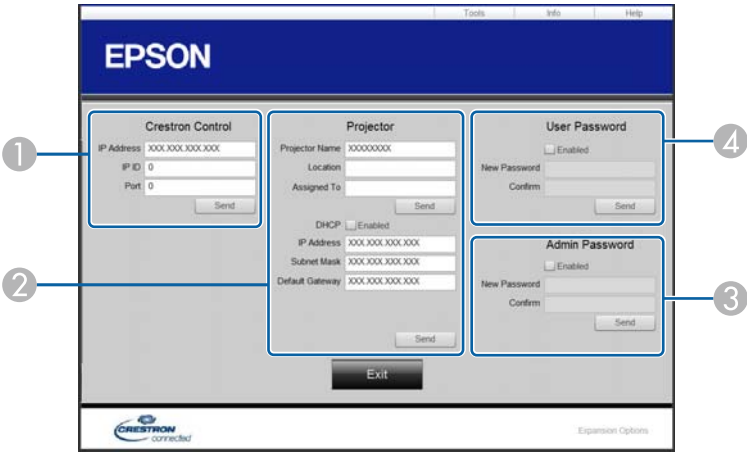 Tools Info Help
EPSON
1
Crestron Control
IP Address XXX.XXX.XXX.XXX
IP ID 0
Port 0
Send
2
Projector
Projector Name XXXXXXXX
Location
Assigned To
Send
DHCP Enabled
IP Address XXX.XXX.XXX.XXX
Subnet Mask XXX.XXX.XXX.XXX
Default Gateway XXX.XXX.XXX.XXX
Send
4
User Password
Enabled
New Password
Confirm
Send
3
Admin Password
Enabled
New Password
Confirm
Send
Exit
CRESTRON
connected
Expansion Options